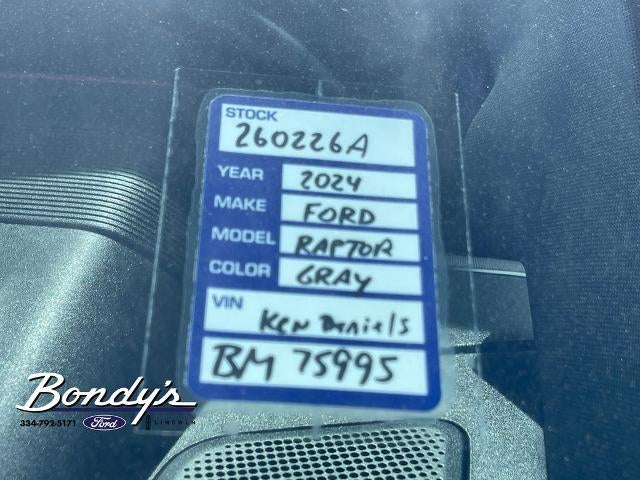 STOCK
260226A
YEAR 2024
MAKE FORD
MODEL RAPTOR
COLOR GRAY
VIN
Ken Daniels
BM 75995
Bondy's
334-792-5171 Ford LINCOLN